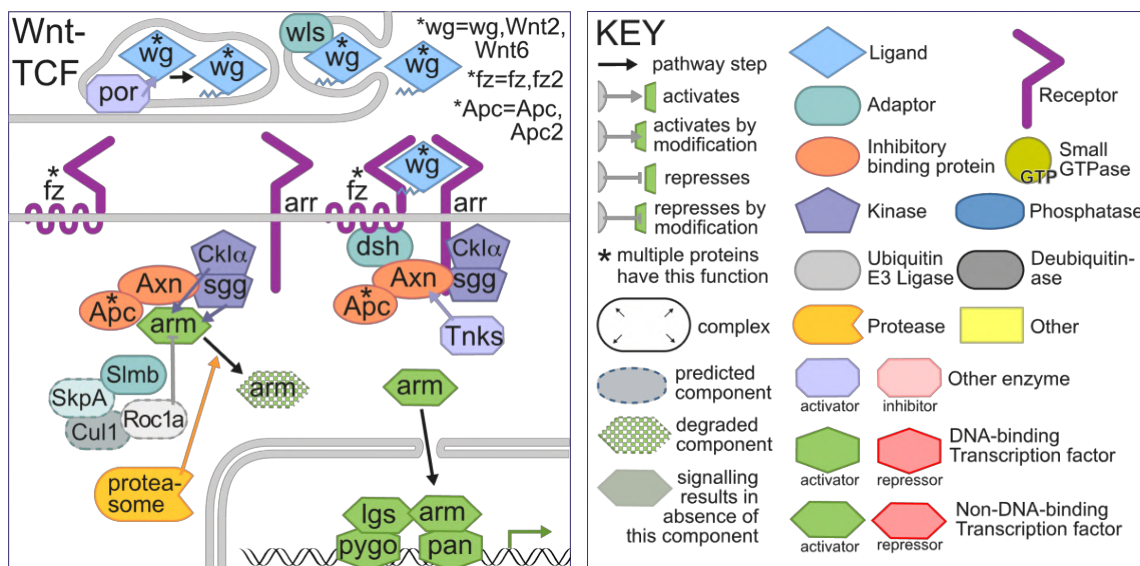 Wnt-
TCF
*
wg
*
wg
por
wls
*
wg
*
wg
*wg=wg,Wnt2,
Wnt6
*fz=fz,fz2
*Apc=Apc,
Apc2
*
fz
arr
*
fz
*
wg
arr
CkIα
sgg
Axn
*
Apc
arm
dsh
CkIα
sgg
Axn
*
Apc
Tnks
Slmb
SkpA
Cul1
Roc1a
arm
arm
protea-
some
lgs
arm
pygo
pan
KEY
pathway step
activates
activates by
modification
represses
represses by
modification
* multiple proteins
have this function
complex
predicted
component
degraded
component
signalling
results in
absence of
this component
Ligand
Adaptor
Inhibitory
binding protein
Kinase
Ubiquitin
E3 Ligase
Protease
Receptor
GTP
Small
GTPase
Phosphatase
Deubiquitin-
ase
Other
Other enzyme
activator
inhibitor
DNA-binding
Transcription factor
activator
repressor
Non-DNA-binding
Transcription factor
activator
repressor